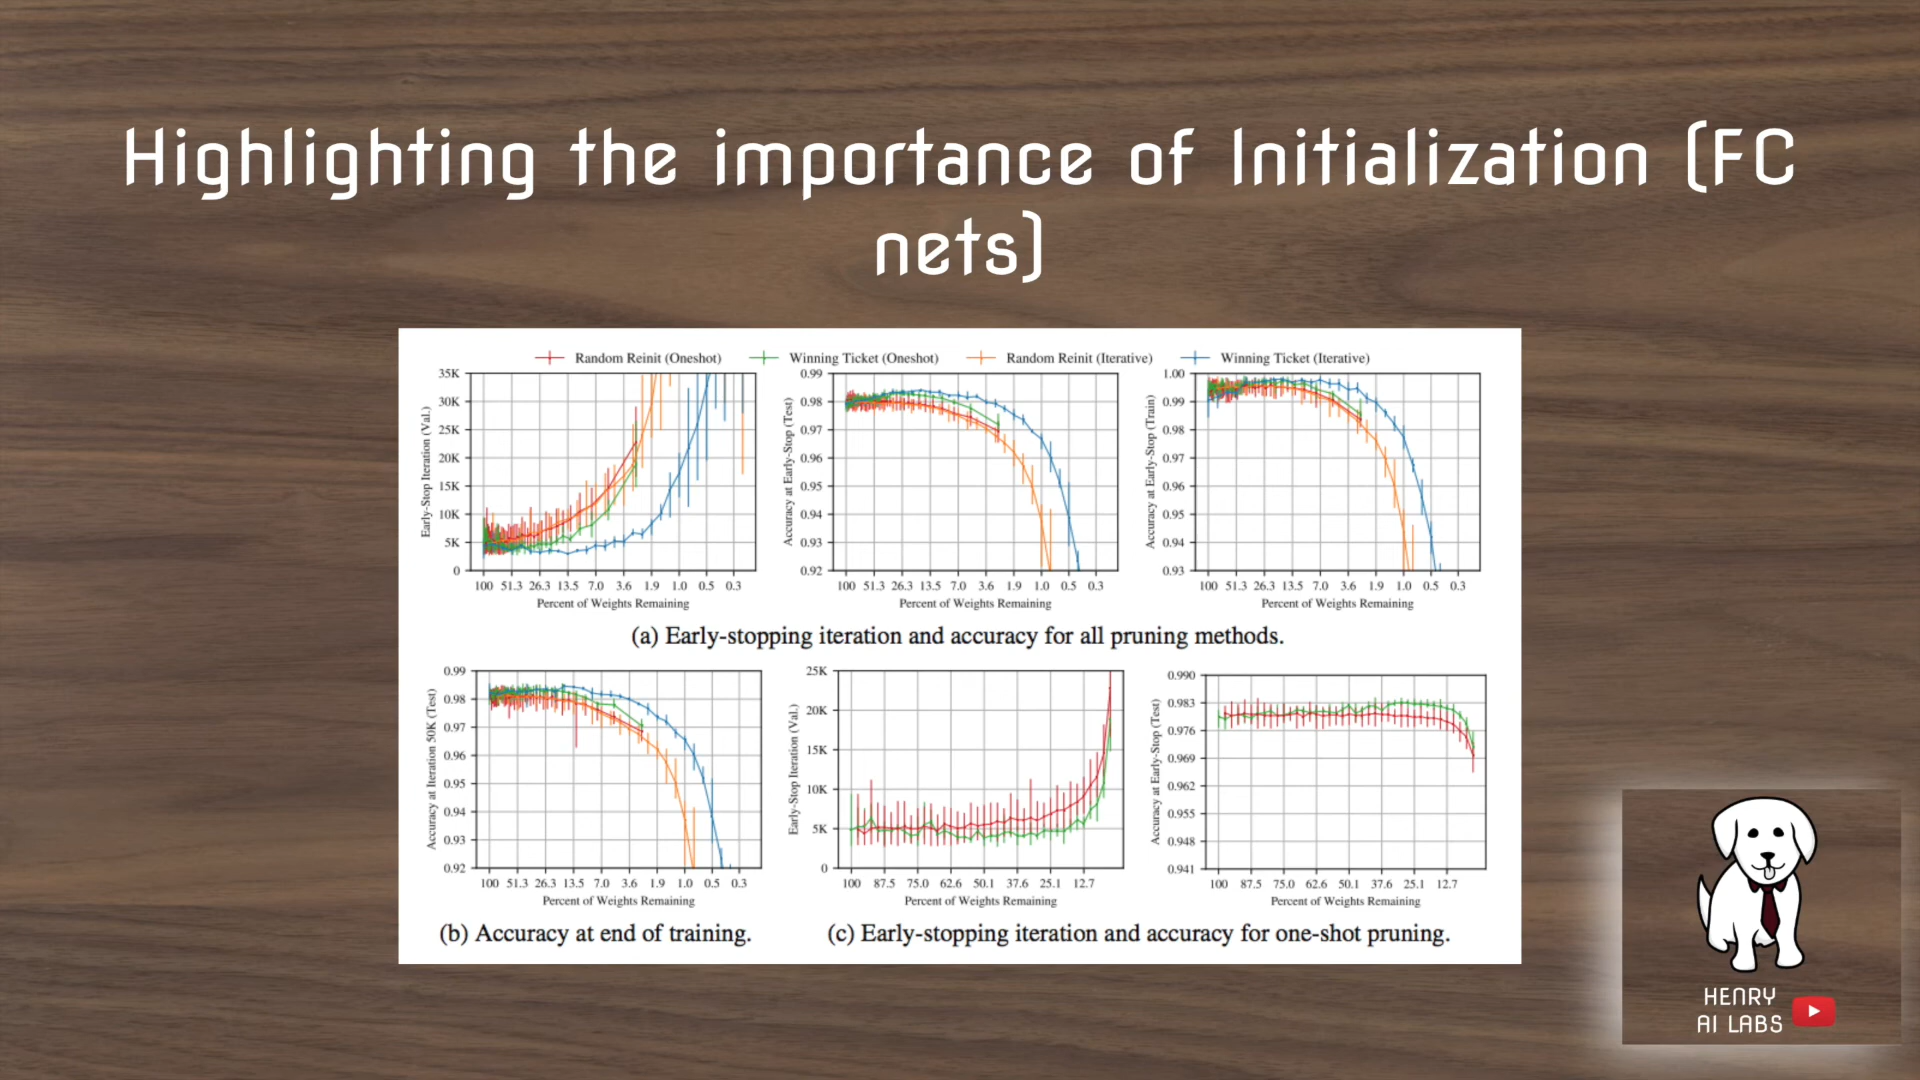 Highlighting the importance of Initialization (FC
nets)
Random Reinit (Oneshot) Winning Ticket (Oneshot) Random Reinit (Iterative) Winning Ticket (Iterative)
Early-Stop Iteration (Val.)
35K
30K
25K
20K
15K
10K
5K
0
100 51.3 26.3 13.5 7.0 3.6 1.9 1.0 0.5 0.3
Percent of Weights Remaining
Accuracy at Early-Stop (Test)
0.99
0.98
0.97
0.96
0.95
0.94
0.93
0.92
100 51.3 26.3 13.5 7.0 3.6 1.9 1.0 0.5 0.3
Percent of Weights Remaining
Accuracy at Early-Stop (Train)
1.00
0.99
0.98
0.97
0.96
0.95
0.94
0.93
100 51.3 26.3 13.5 7.0 3.6 1.9 1.0 0.5 0.3
Percent of Weights Remaining
(a) Early-stopping iteration and accuracy for all pruning methods.
Accuracy at Iteration 50K (Test)
0.99
0.98
0.97
0.96
0.95
0.94
0.93
0.92
100 51.3 26.3 13.5 7.0 3.6 1.9 1.0 0.5 0.3
Percent of Weights Remaining
(b) Accuracy at end of training.
Early-Stop Iteration (Val.)
25K
20K
15K
10K
5K
0
100 87.5 75.0 62.6 50.1 37.6 25.1 12.7
Percent of Weights Remaining
Accuracy at Early-Stop (Test)
0.990
0.983
0.976
0.969
0.962
0.955
0.948
0.941
100 87.5 75.0 62.6 50.1 37.6 25.1 12.7
Percent of Weights Remaining
(c) Early-stopping iteration and accuracy for one-shot pruning.
HENRY
AI LABS